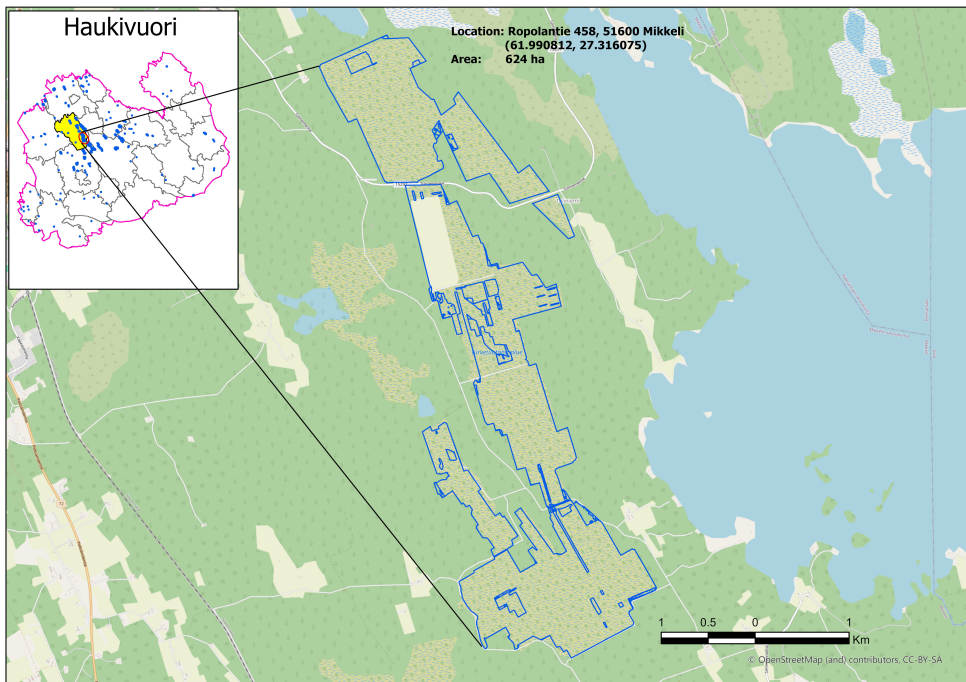 Haukivuori
Location: Ropolantie 458, 51600 Mikkeli
(61.990812, 27.316075)
Area: 624 ha
72
1 0.5 0 1
Km
© OpenStreetMap (and) contributors, CC-BY-SA